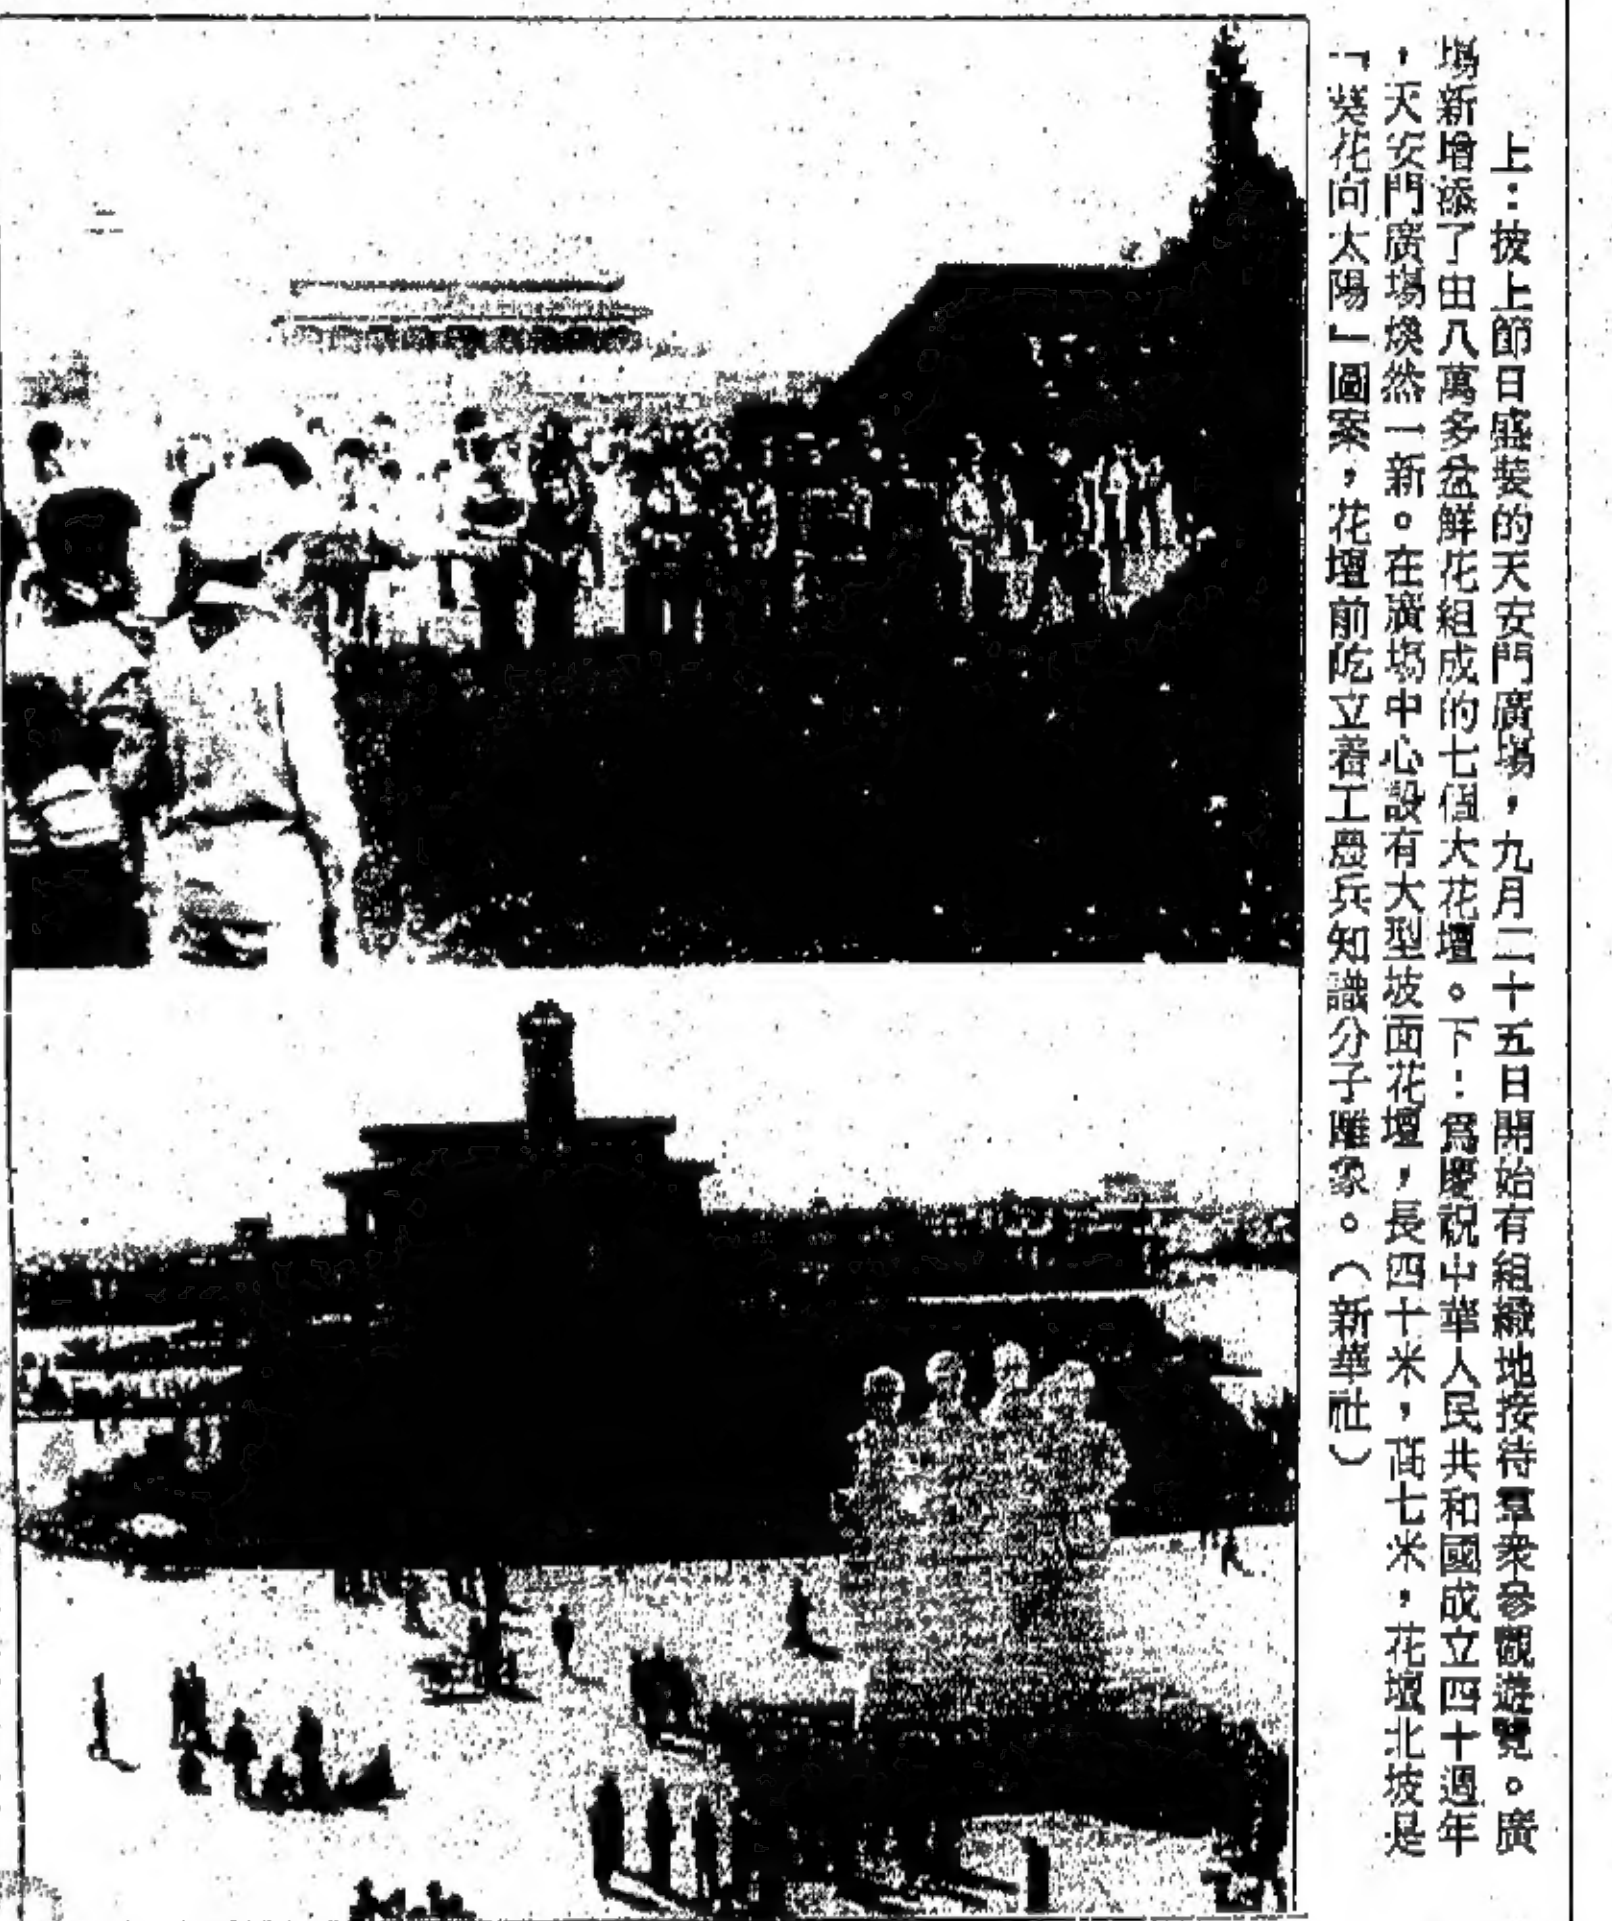 上：披上節日盛裝的天安門廣場，九月二十五日開始有組織地接待羣衆參觀遊覽。廣
場新增添了由八萬多盆鮮花組成的七個大花壇。下：爲慶祝中華人民共和國成立四十週年
，天安門廣場煥然一新。在廣場中心設有大型坡面花壇，長四十米，高七米，花壇北坡是
「葵花向太陽」圖案，花壇前屹立着工農兵知識分子雕象。（新華社）